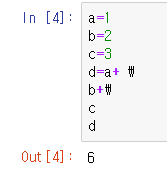 In [4]: a=1
b=2
c=3
d=a+ ₩
b+₩
c
d
Out[4]: 6